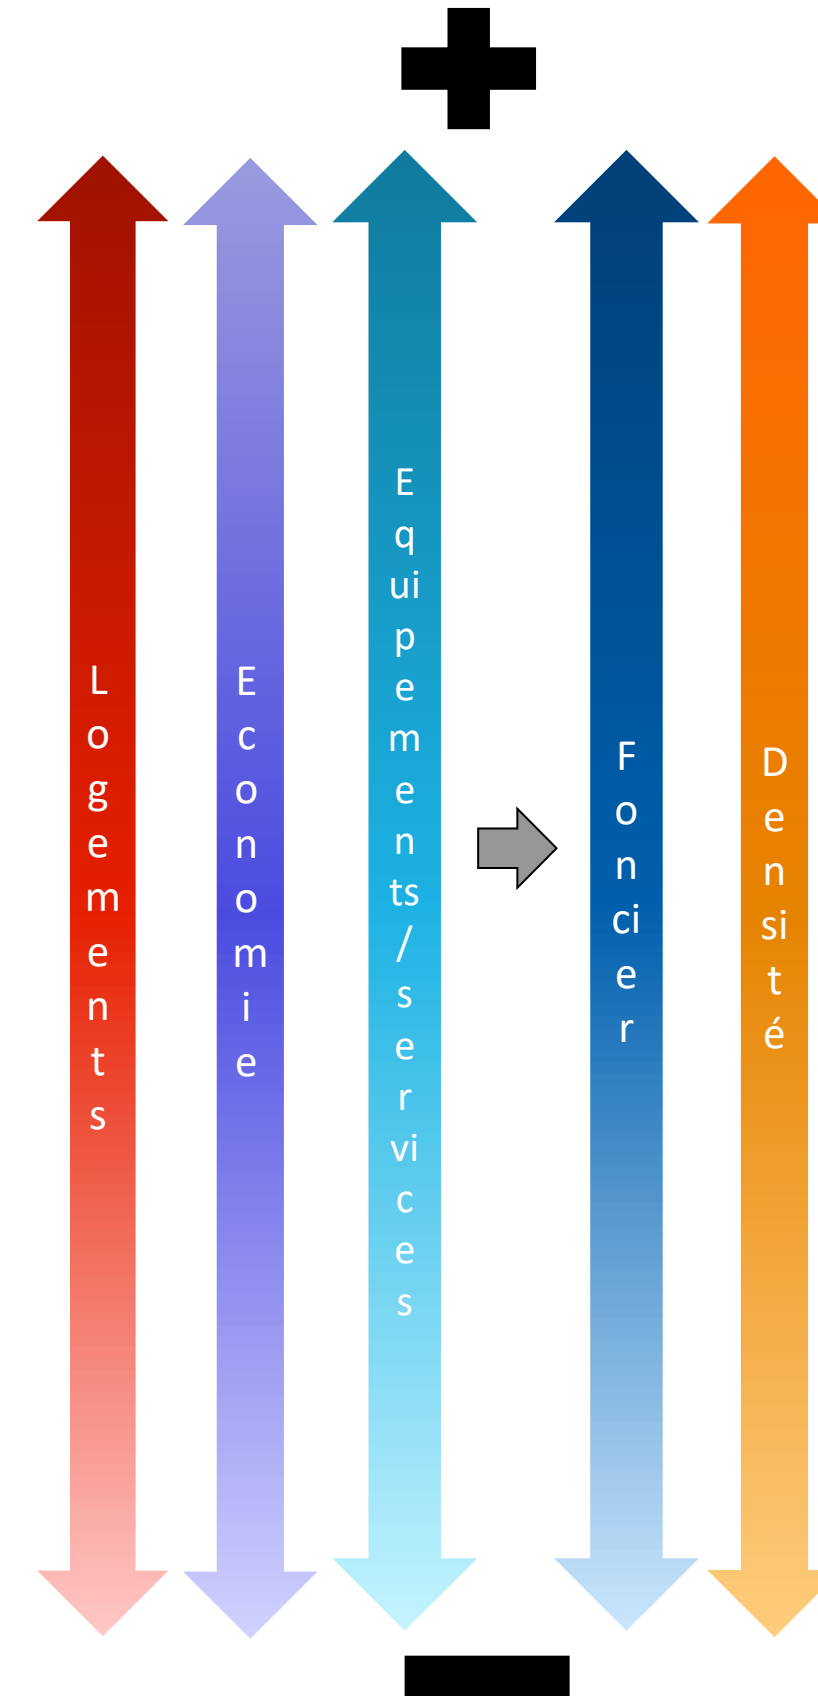 Logements
Economie
Equipements/services
Foncier
Densité